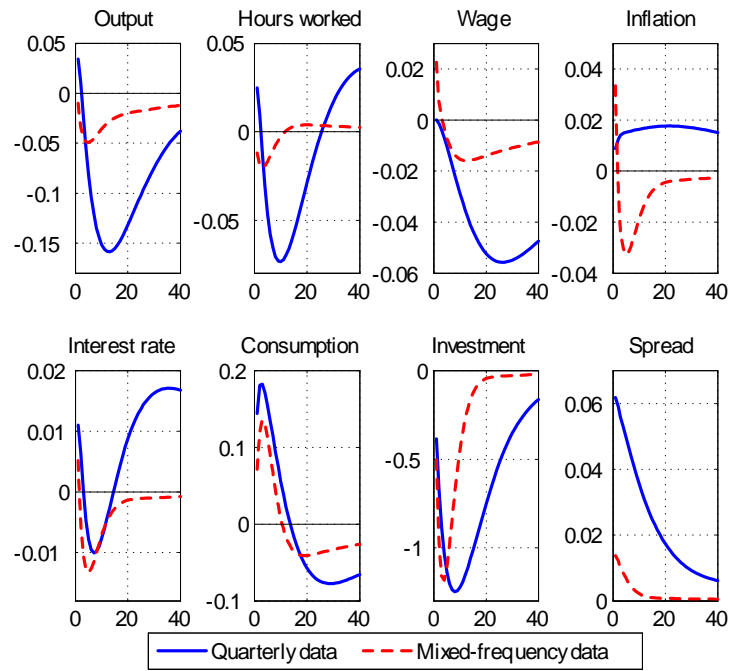 Output Hours worked Wage Inflation
0.05 0.05 0.02 0.04
0 0 0 0.02
-0.05 -0.05 -0.02 0
-0.1 -0.04 -0.02
-0.15 -0.06 -0.04
0 20 40 0 20 40 0 20 40 0 20 40
Interest rate Consumption Investment Spread
0.02 0.2 0 0.06
0.01 0.1 -0.5 0.04
0 0 -1 0.02
-0.01 -0.1 0
0 20 40 0 20 40 0 20 40 0 20 40
Quarterly data Mixed-frequency data